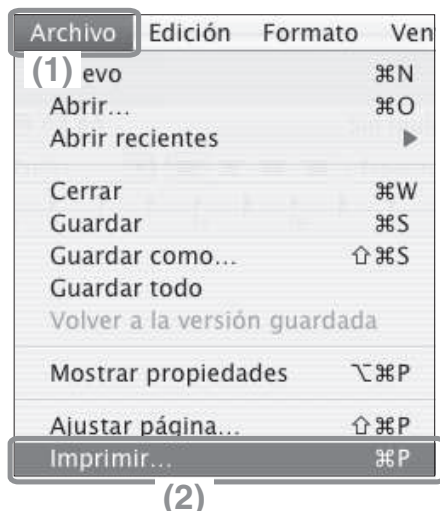 Archivo Edición Formato Ven
(1) evo ⌘N
Abrir... ⌘O
Abrir recientes ▶
Cerrar ⌘W
Guardar ⌘S
Guardar como... ⇧⌘S
Guardar todo
Volver a la versión guardada
Mostrar propiedades ⌥⌘P
Ajustar página... ⇧⌘P
Imprimir... ⌘P
(2)